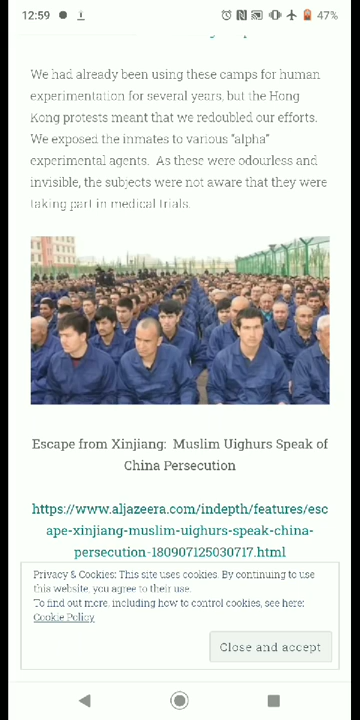 12:59
47%
We had already been using these camps for human
experimentation for several years, but the Hong
Kong protests meant that we redoubled our efforts.
We exposed the inmates to various "alpha"
experimental agents.  As these were odourless and
invisible, the subjects were not aware that they were
taking part in medical trials.
Escape from Xinjiang:  Muslim Uighurs Speak of
China Persecution
https://www.aljazeera.com/indepth/features/esc
ape-xinjiang-muslim-uighurs-speak-china-
persecution-180907125030717.html
Privacy & Cookies: This site uses cookies. By continuing to use
this website, you agree to their use.
To find out more, including how to control cookies, see here:
Cookie Policy
Close and accept